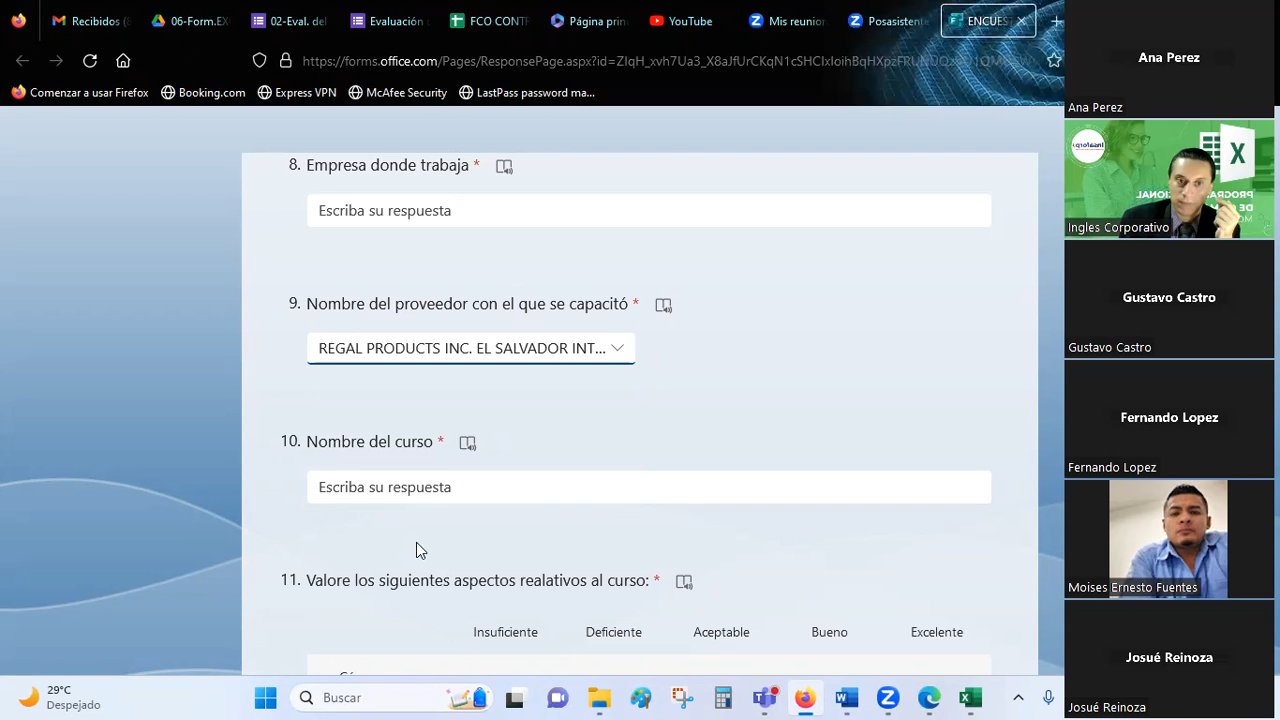 Recibidos (8
06-Form.EX
02-Eval. del
Evaluación
FCO CONT
Página prin
YouTube
Mis reunion
Posasistente
ENCUES
https://forms.office.com/Pages/ResponsePage.aspx?id=
Comenzar a usar Firefox
Booking.com
Express VPN
McAfee Security
LastPass password ma...
8. Empresa donde trabaja *
Escriba su respuesta
9. Nombre del proveedor con el que se capacitó *
REGAL PRODUCTS INC. EL SALVADOR INT...
10. Nombre del curso *
Escriba su respuesta
11. Valore los siguientes aspectos realativos al curso: *
Insuficiente Deficiente Aceptable Bueno Excelente
29°C
Despejado
Buscar
Ana Perez
Ana Perez
Ingles Corporativo
Gustavo Castro
Gustavo Castro
Fernando Lopez
Fernando Lopez
Moises Ernesto Fuentes
Josué Reinoza
Josué Reinoza